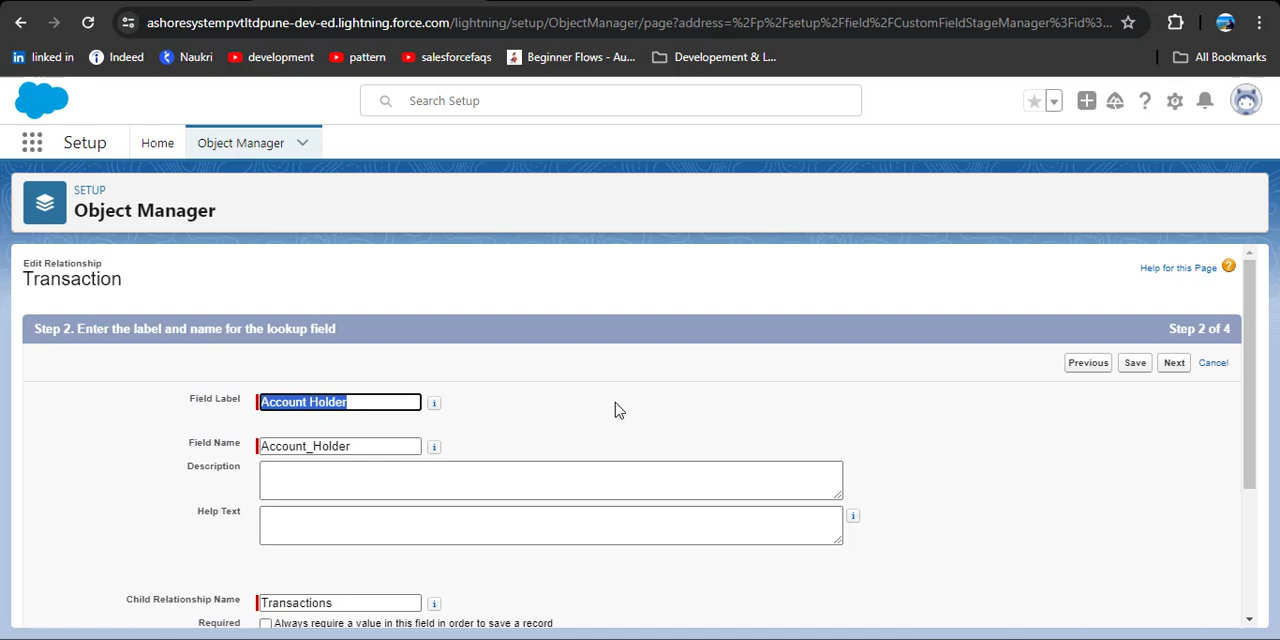 ashoresystempvtltdpune-dev-ed.lightning.force.com/lightning/setup/ObjectManager/page?address=%2Fp%2Fsetup%2Ffield%2FCustomFieldStageManager%3Fid%3...
linked in Indeed Naukri development pattern salesforcefaqs Beginner Flows - Au... Developement & L... All Bookmarks
Search Setup
Setup Home Object Manager
SETUP
Object Manager
Edit Relationship
Transaction
Help for this Page
Step 2. Enter the label and name for the lookup field Step 2 of 4
Previous Save Next Cancel
Field Label Account Holder
Field Name Account_Holder
Description
Help Text
Child Relationship Name Transactions
Required Always require a value in this field in order to save a record